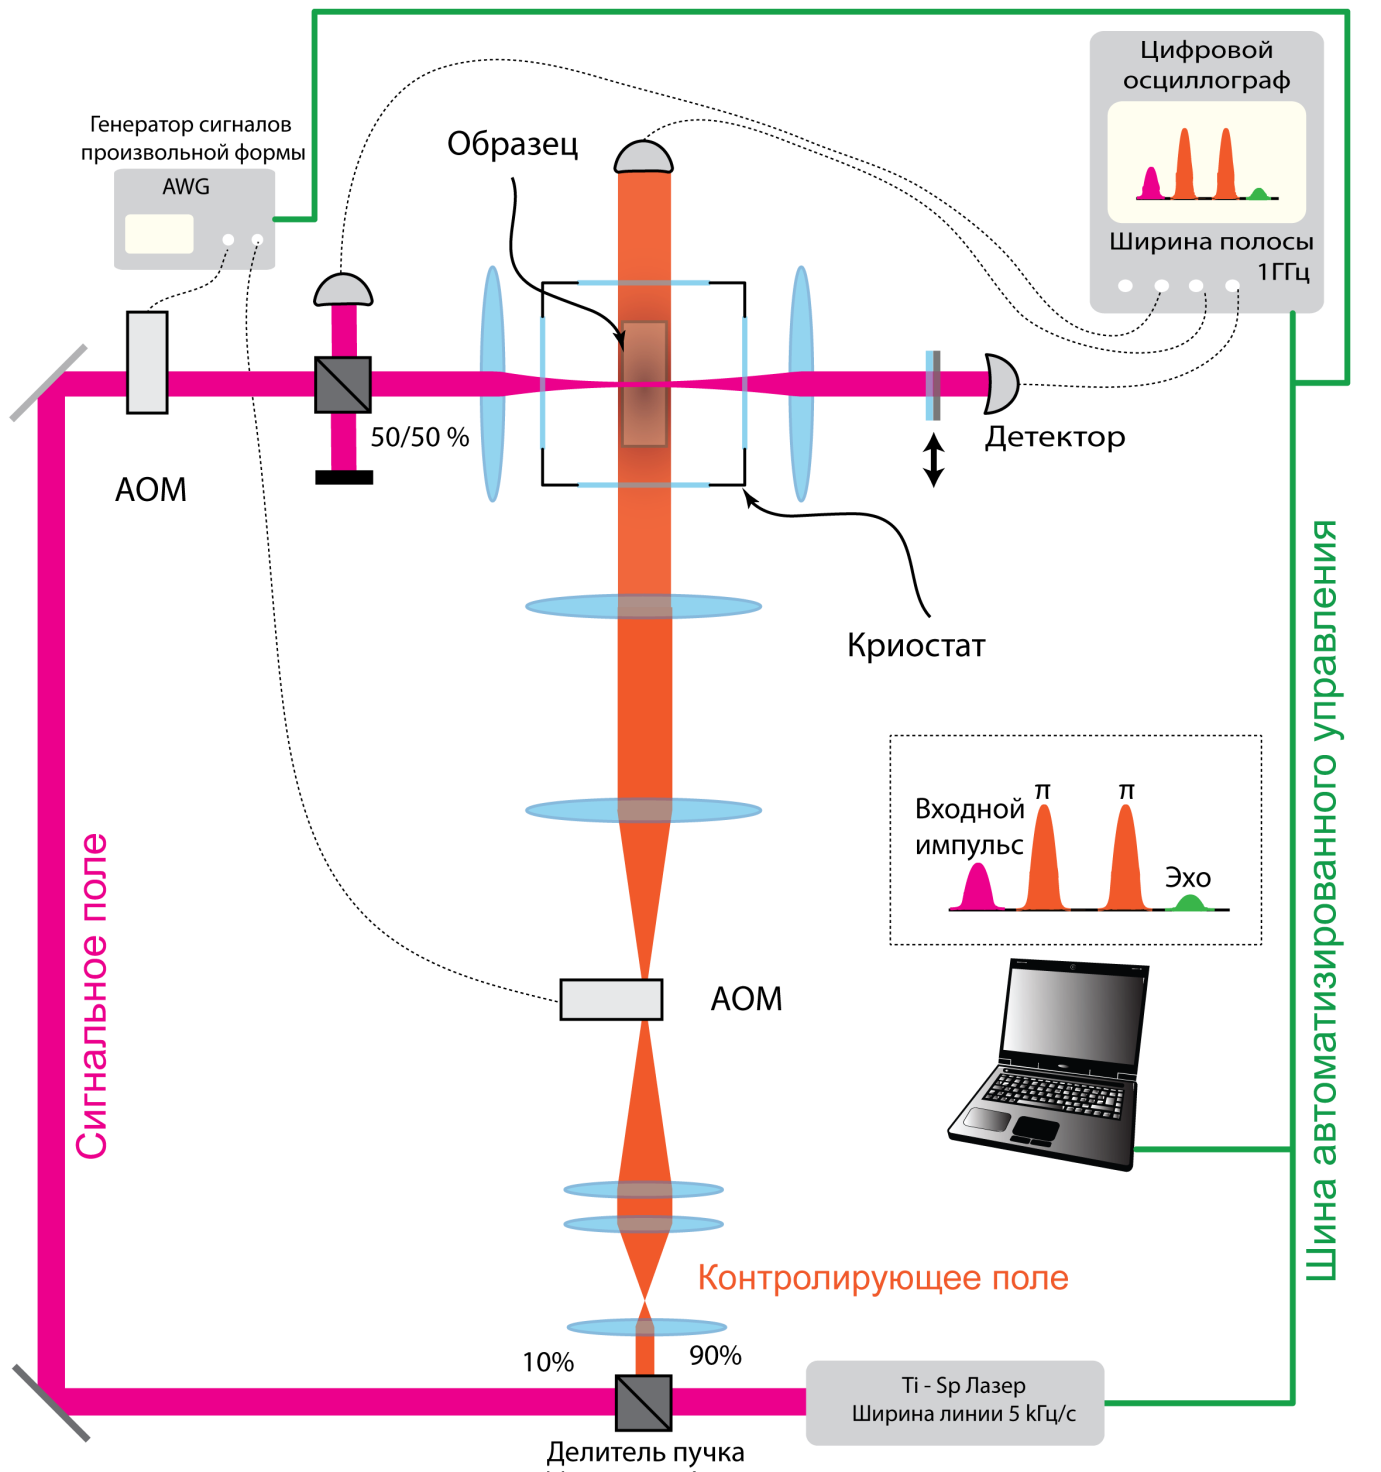 Цифровой
осциллограф
Генератор сигналов
произвольной формы
AWG
Образец
Ширина полосы
1ГГц
50/50 %
Детектор
АОМ
Криостат
Шина автоматизированного управления
π π
Входной
импульс
Эхо
Сигнальное поле
АОМ
Контролирующее поле
10%
90%
Ti - Sp Лазер
Ширина линии 5 kГц/с
Делитель пучка